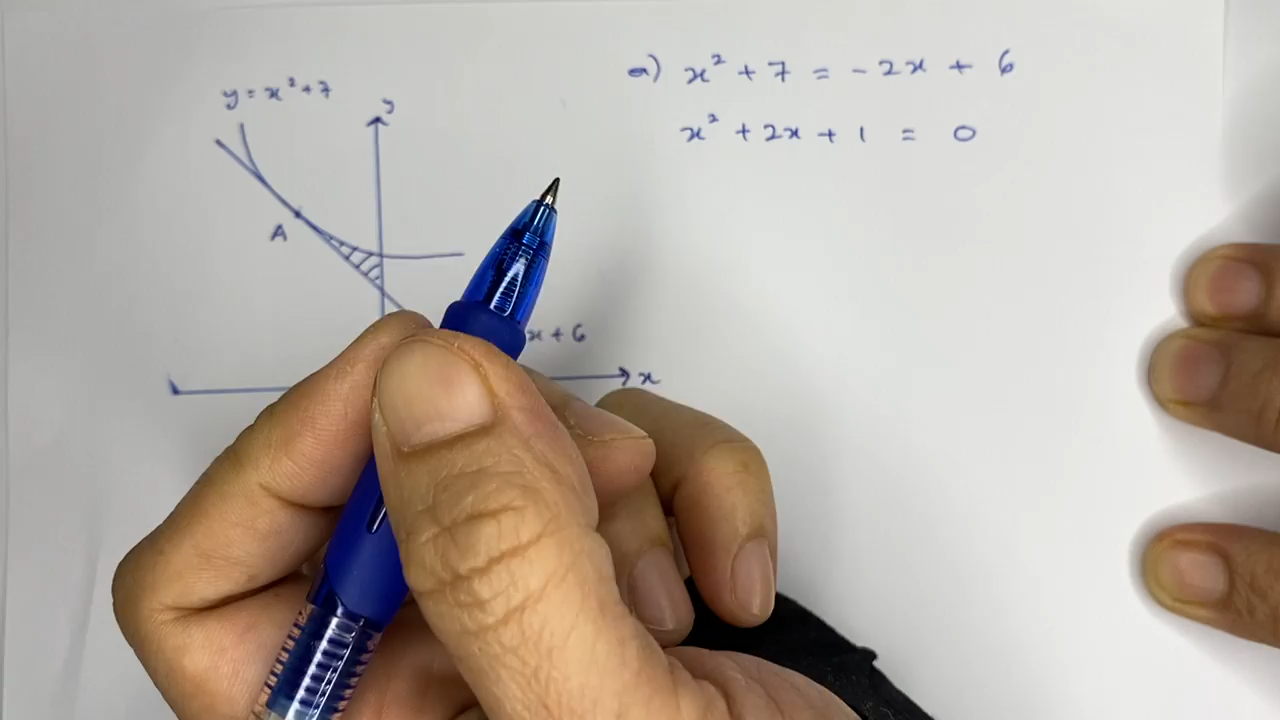 y = x² + 7
y
A
x + 6
x
a) x² + 7 = - 2x + 6
x² + 2x + 1 = 0